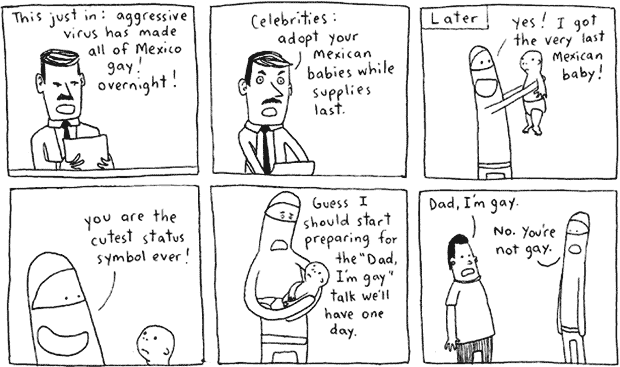 This just in: aggressive
virus has made
all of Mexico
gay!
overnight!
Celebrities:
adopt your
Mexican
babies while
supplies
last.
Later
yes! I got
the very last
Mexican
baby!
you are the
cutest status
symbol ever!
Guess I
should start
preparing for
the "Dad,
I'm gay"
talk we'll
have one
day.
Dad, I'm gay.
No. You're
not gay.